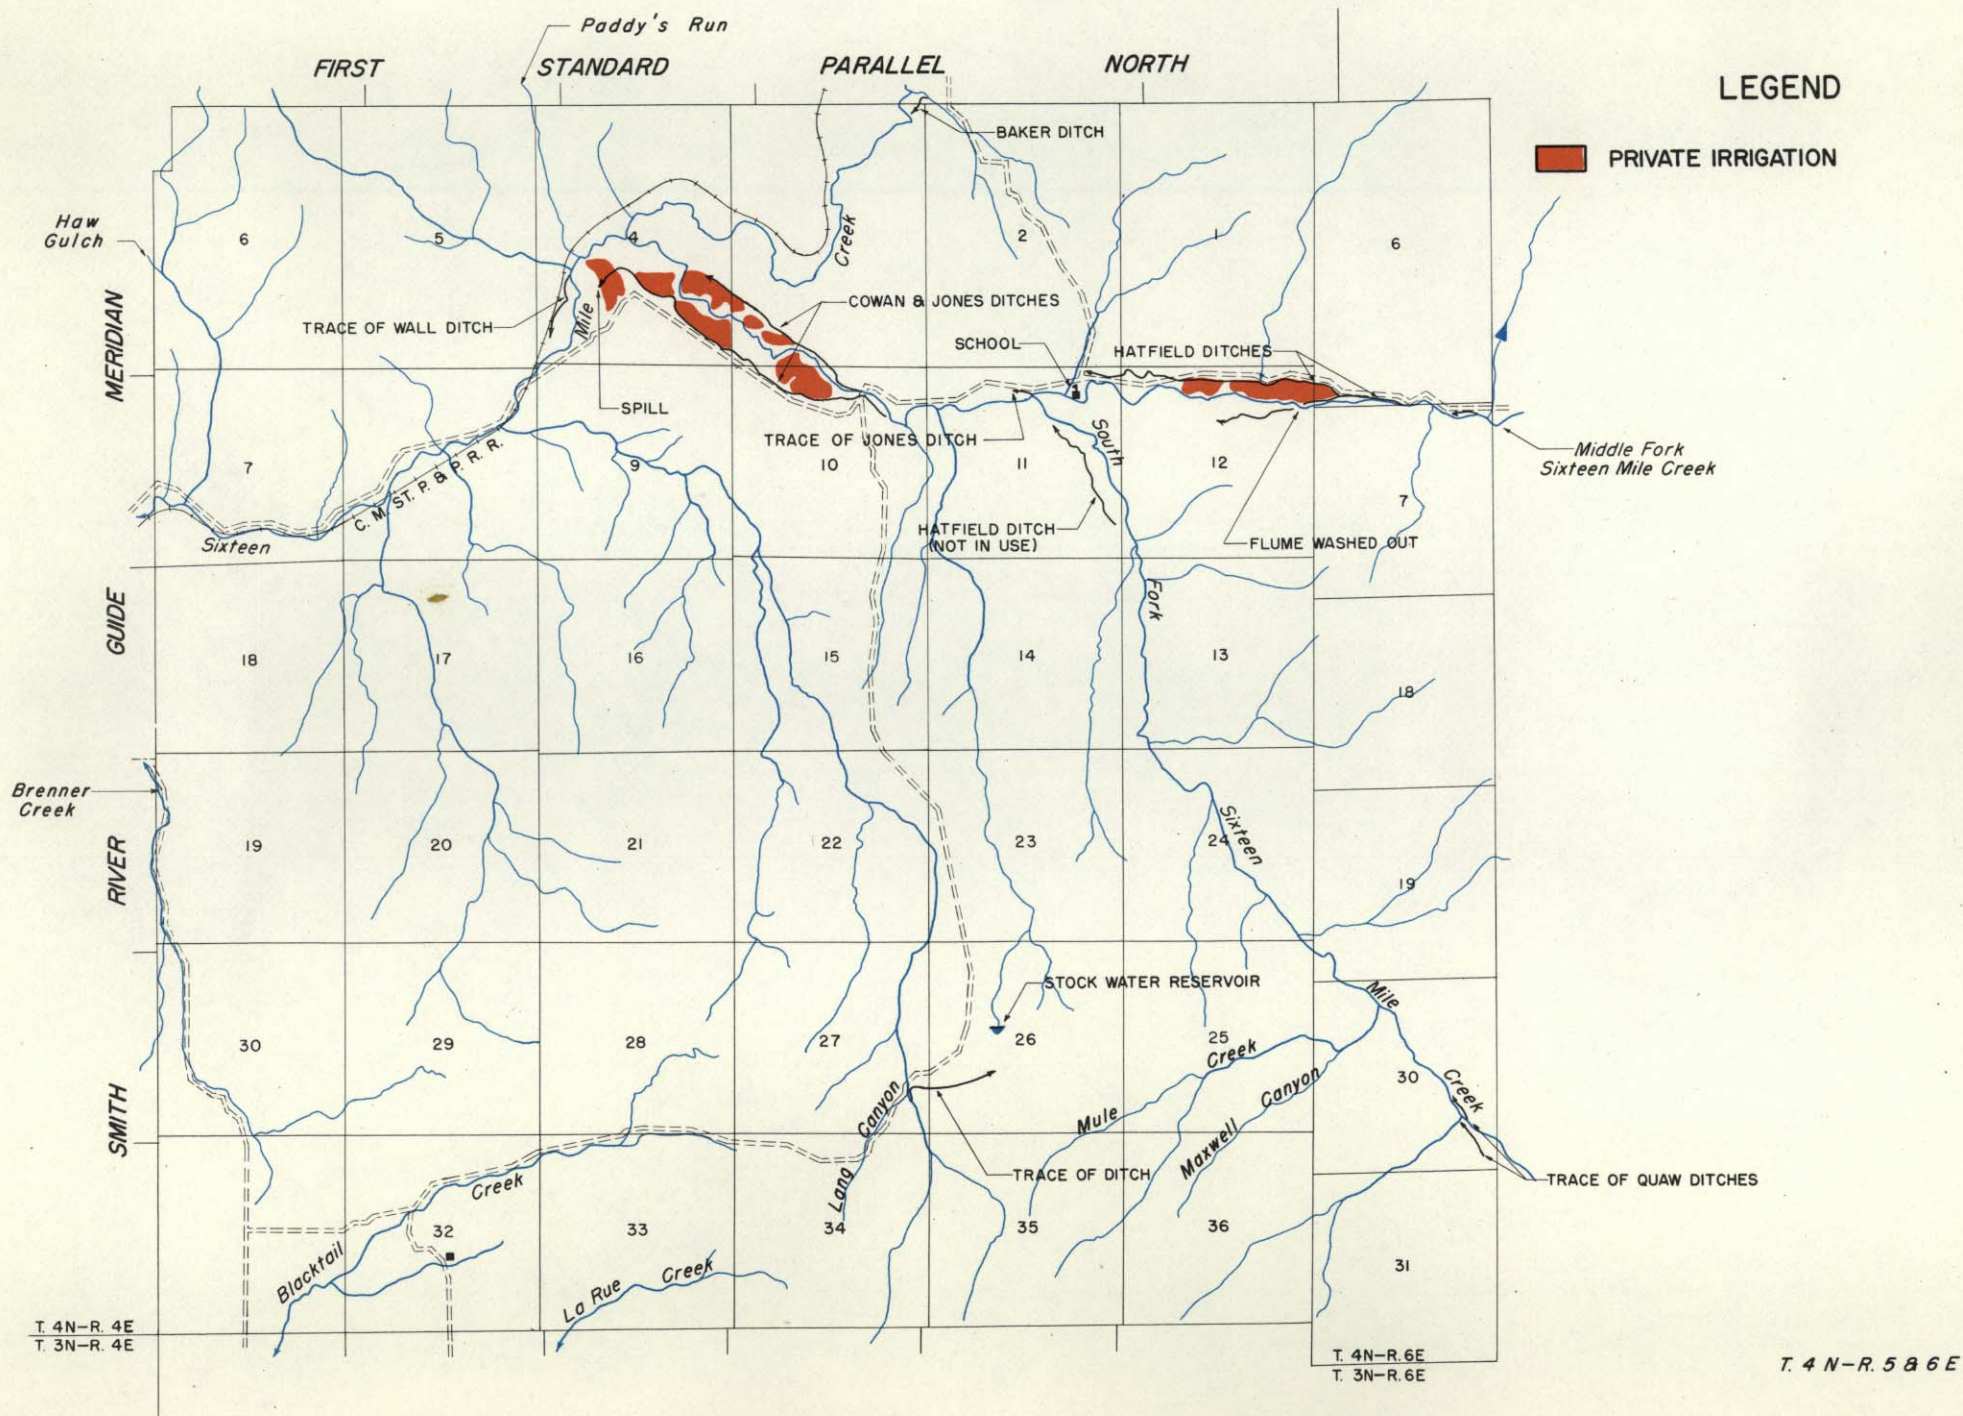 Paddy's Run
FIRST STANDARD PARALLEL NORTH
LEGEND
PRIVATE IRRIGATION
BAKER DITCH
Haw
Gulch
6
5
4
Creek
2
1
6
MERIDIAN
TRACE OF WALL DITCH
Mile
COWAN & JONES DITCHES
SCHOOL
HATFIELD DITCHES
SPILL
TRACE OF JONES DITCH
South
Middle Fork
Sixteen Mile Creek
7
9
10
11
12
7
C. M. ST. P. & P. R. R.
HATFIELD DITCH
(NOT IN USE)
FLUME WASHED OUT
Sixteen
GUIDE
Fork
18
17
16
15
14
13
18
Brenner
Creek
RIVER
19
20
21
22
23
24
Sixteen
19
STOCK WATER RESERVOIR
Mile
30
29
28
27
26
25
30
Creek
Canyon
Creek
Canyon
Mule
Maxwell
SMITH
Lang
TRACE OF DITCH
TRACE OF QUAW DITCHES
Creek
32
33
34
35
36
31
Blacktail
La Rue Creek
T. 4N-R. 4E
T. 3N-R. 4E
T. 4N-R. 6E
T. 3N-R. 6E
T. 4 N-R. 5 & 6 E